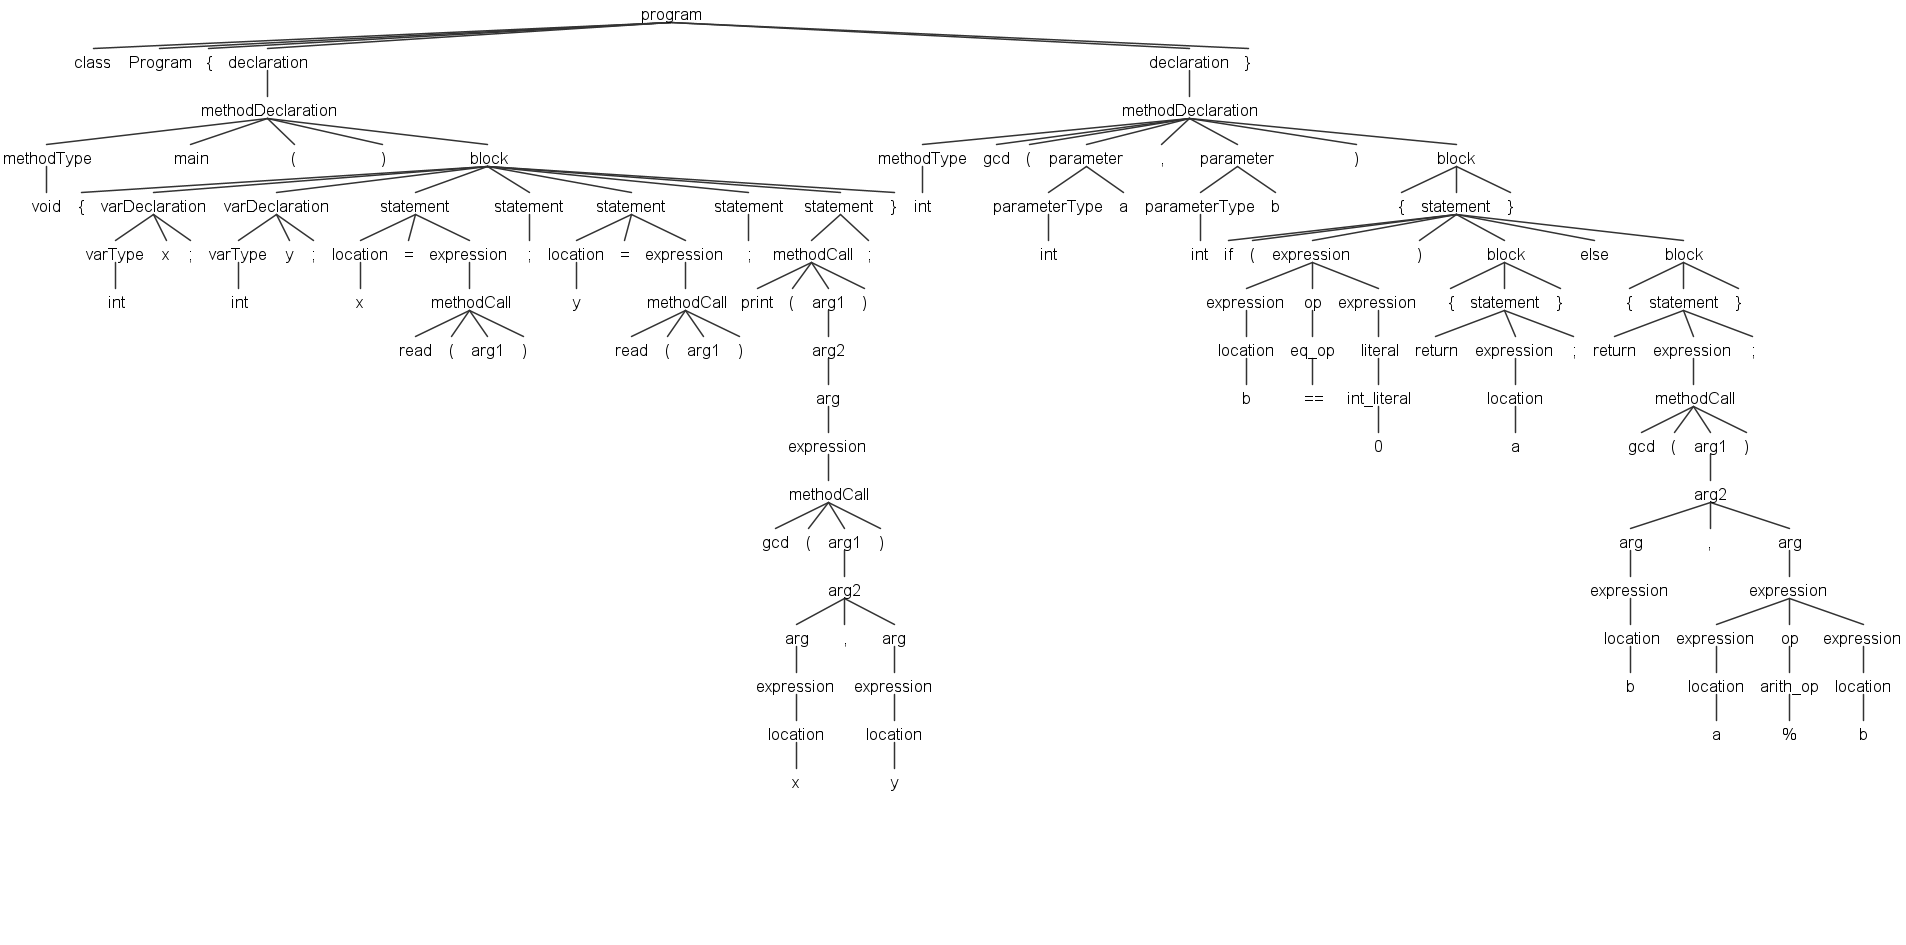 program
class Program { declaration declaration }
methodDeclaration methodDeclaration
methodType main ( ) block methodType gcd ( parameter , parameter ) block
void { varDeclaration varDeclaration statement statement statement statement statement } int parameterType a parameterType b { statement }
varType x ; varType y ; location = expression ; location = expression ; methodCall ; int int if ( expression ) block else block
int int x methodCall y methodCall print ( arg1 ) expression op expression { statement } { statement }
read ( arg1 ) read ( arg1 ) arg2 location eq_op literal return expression ; return expression ;
arg b == int_literal location methodCall
expression 0 a gcd ( arg1 )
methodCall arg2
gcd ( arg1 ) arg , arg
arg2 expression expression
arg , arg location expression op expression
expression expression b location arith_op location
location location a % b
x y